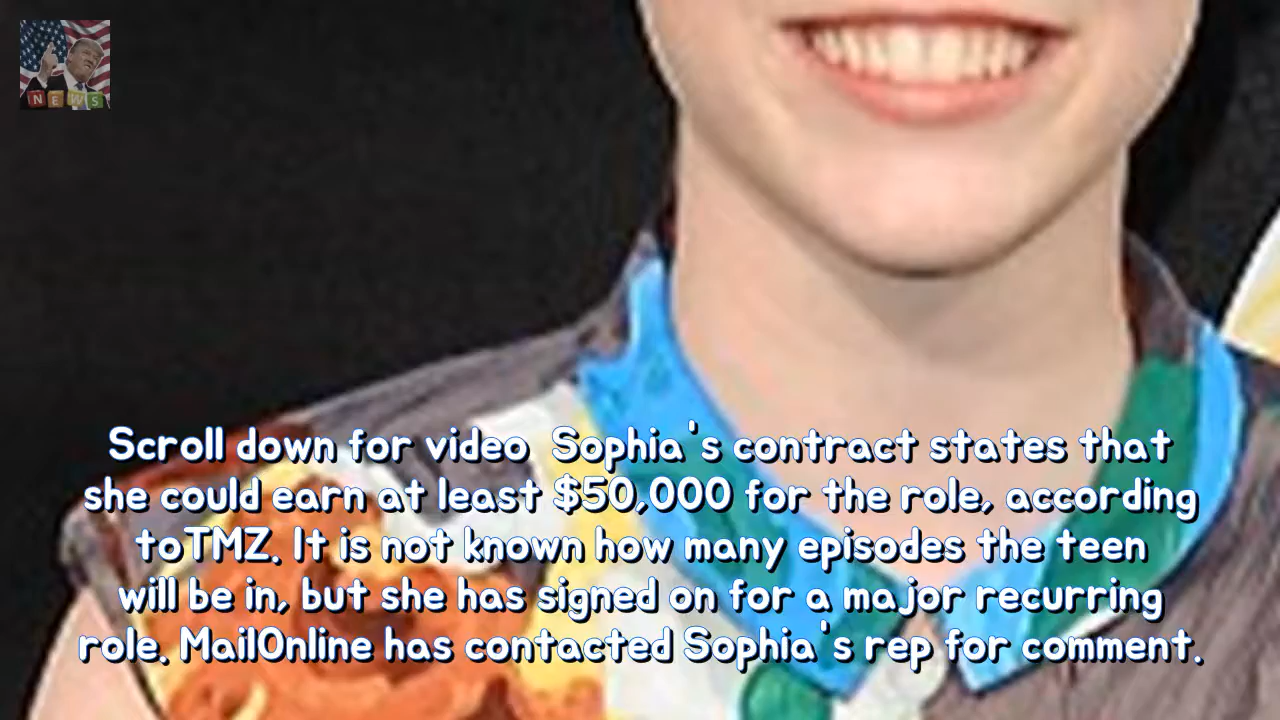 NEWS
Scroll down for video  Sophia's contract states that
she could earn at least $50,000 for the role, according
toTMZ. It is not known how many episodes the teen
will be in, but she has signed on for a major recurring
role. MailOnline has contacted Sophia's rep for comment.